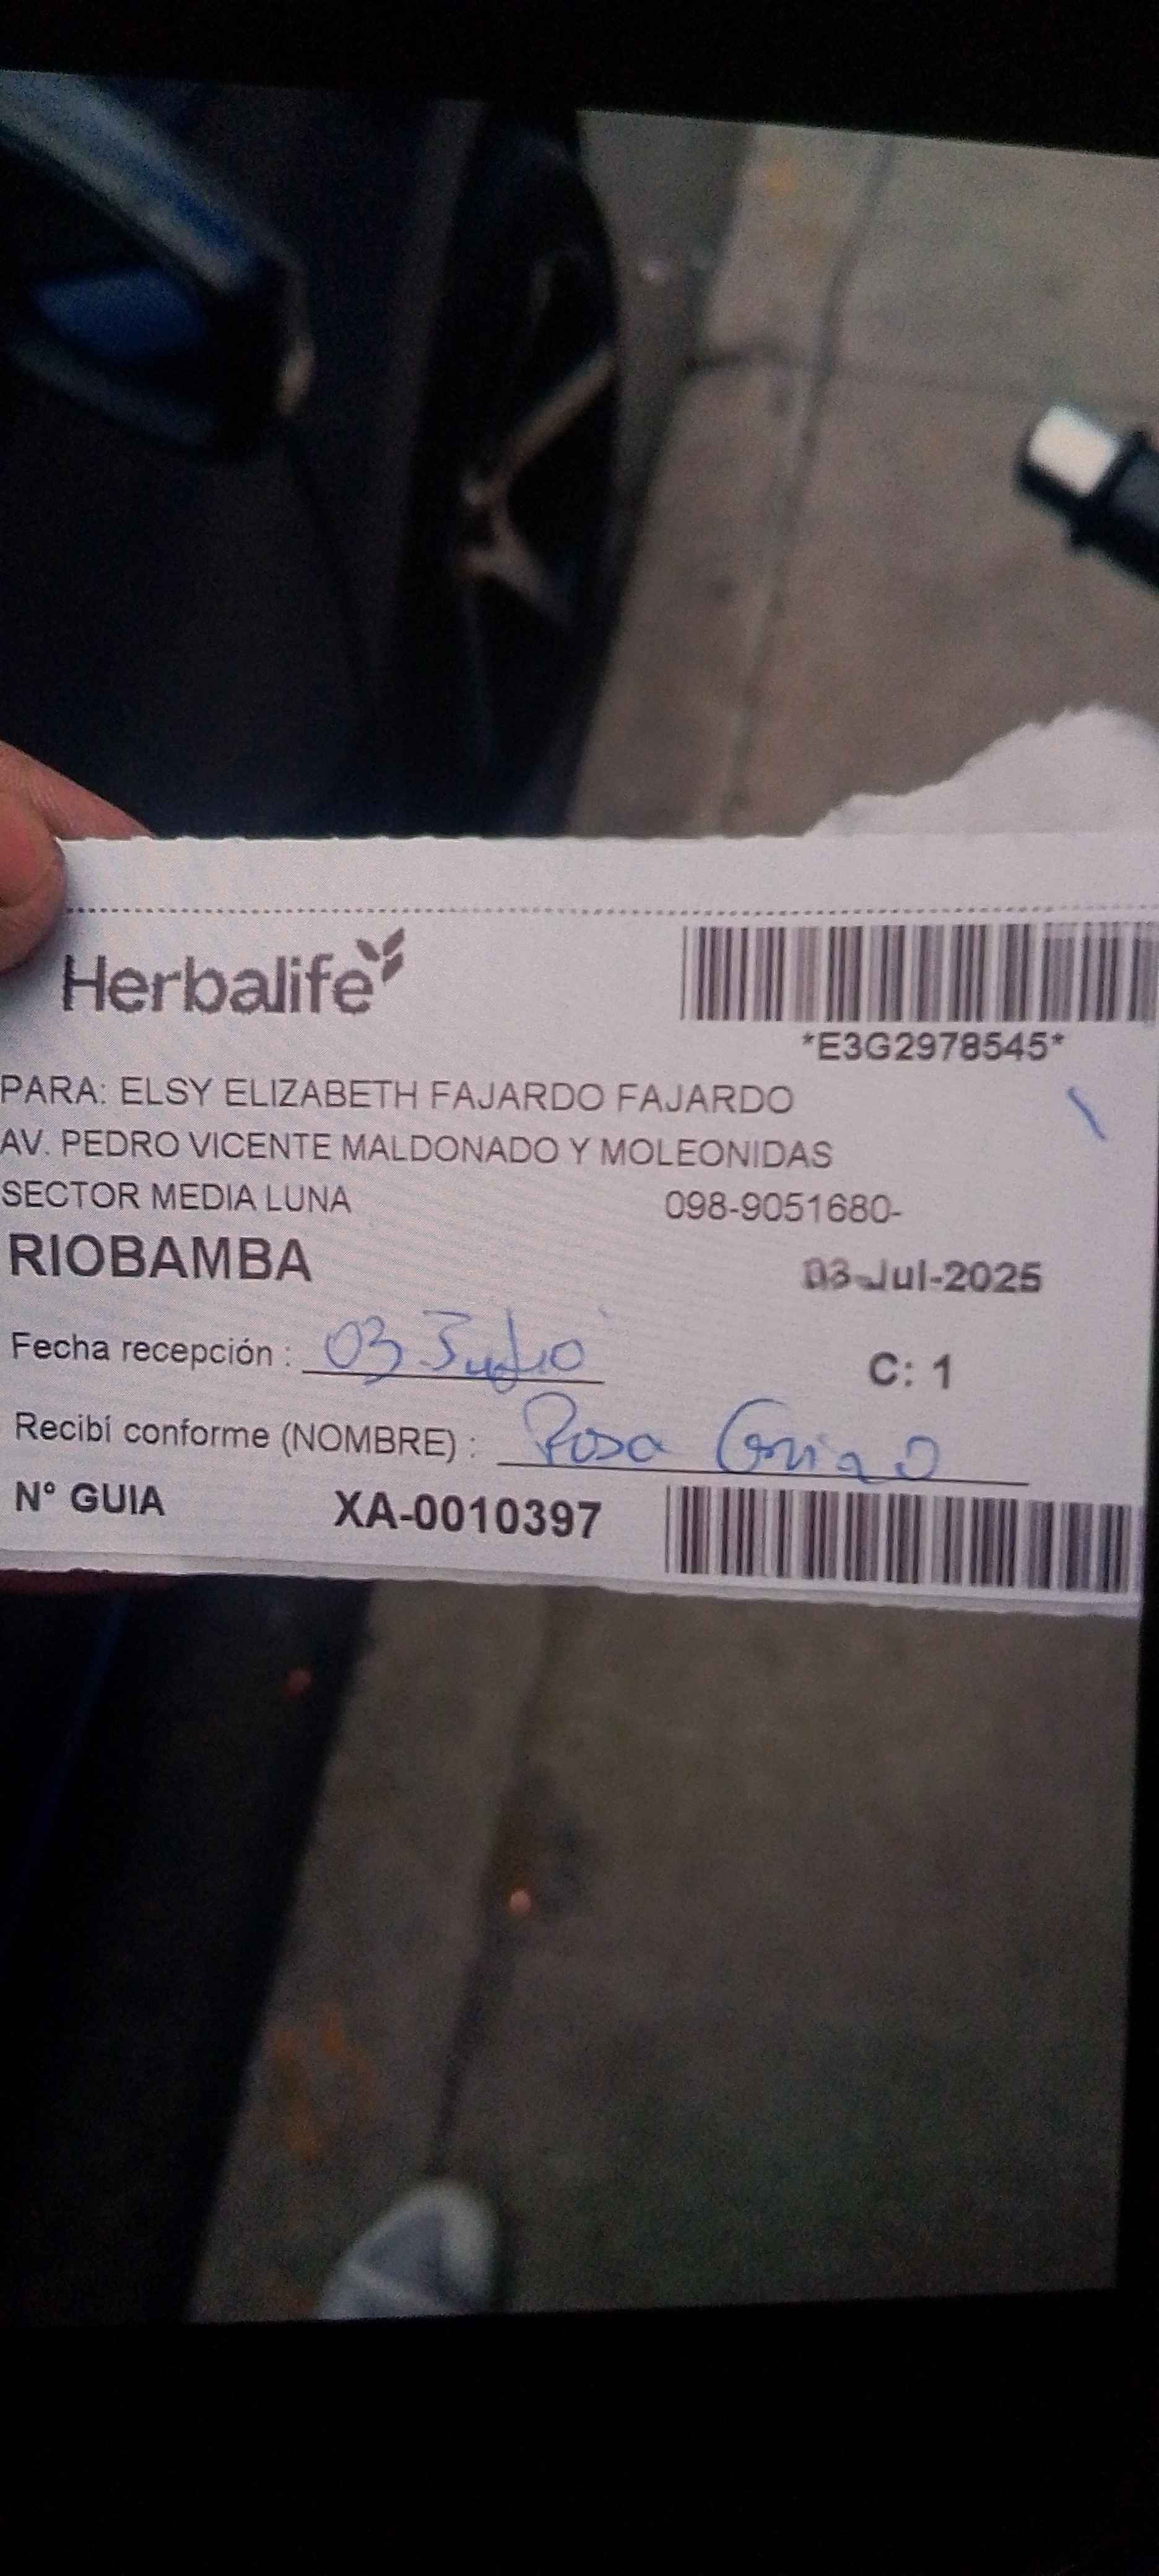 Herbalife
*E3G2978545*
PARA: ELSY ELIZABETH FAJARDO FAJARDO
AV. PEDRO VICENTE MALDONADO Y MOLEONIDAS
SECTOR MEDIA LUNA 098-9051680-
RIOBAMBA 03-Jul-2025
Fecha recepción : 03 Julio
C: 1
Recibí conforme (NOMBRE) : Rosa
N° GUIA XA-0010397